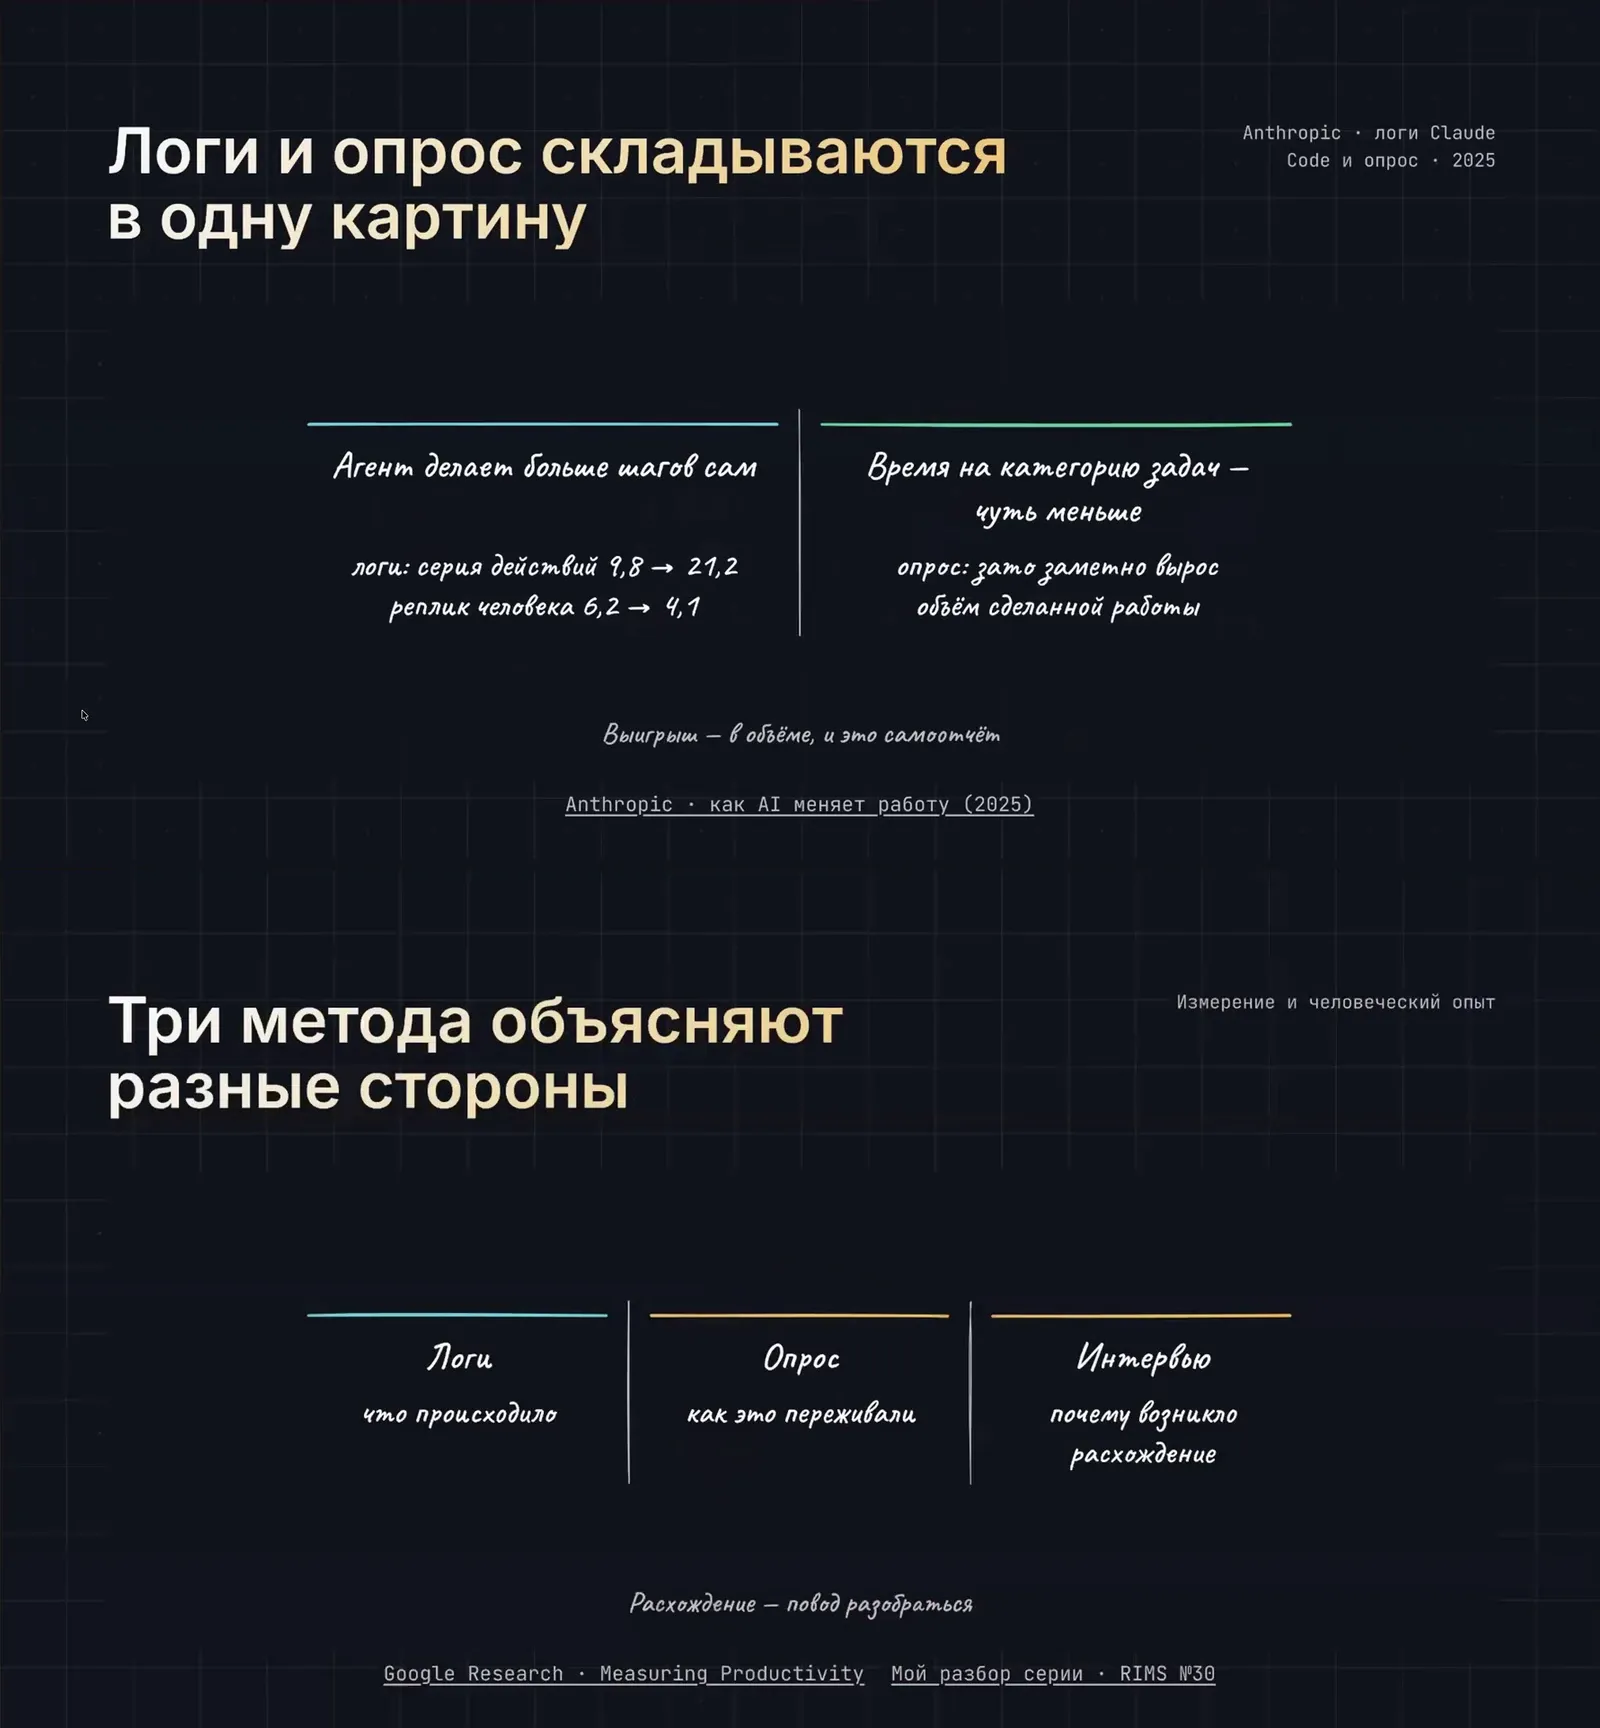 Логи и опрос складываются
в одну картину
Anthropic · логи Claude
Code и опрос · 2025
Агент делает больше шагов сам
логи: серия действий 9,8 → 21,2
реплик человека 6,2 → 4,1
Время на категорию задач —
чуть меньше
опрос: зато заметно вырос
объём сделанной работы
Выигрыш — в объёме, и это самоотчёт
Anthropic · как AI меняет работу (2025)
Три метода объясняют
разные стороны
Измерение и человеческий опыт
Логи
что происходило
Опрос
как это переживали
Интервью
почему возникло
расхождение
Расхождение — повод разобраться
Google Research · Measuring Productivity
Мой разбор серии · RIMS №30